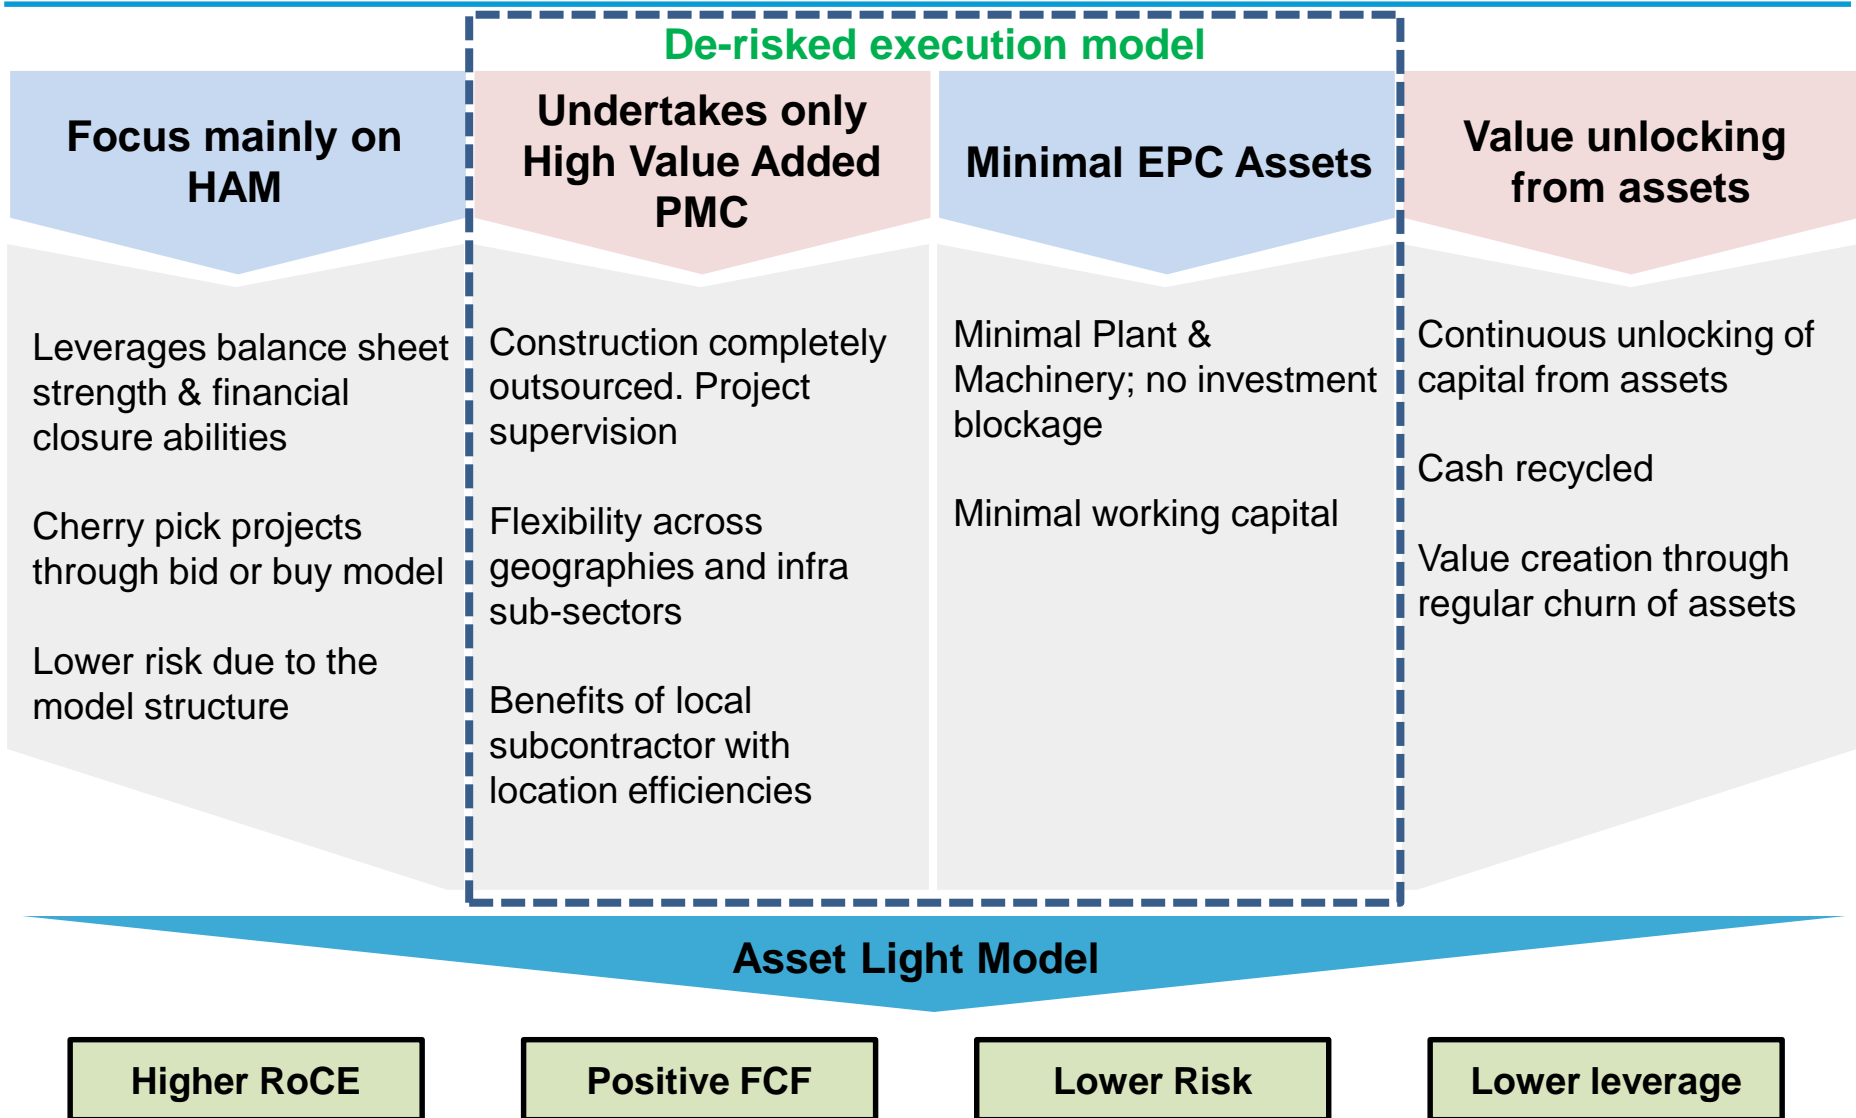 De-risked execution model
Focus mainly on
HAM
Undertakes only
High Value Added
PMC
Minimal EPC Assets
Value unlocking
from assets
Leverages balance sheet
strength & financial
closure abilities
Cherry pick projects
through bid or buy model
Lower risk due to the
model structure
Construction completely
outsourced. Project
supervision
Flexibility across
geographies and infra
sub-sectors
Benefits of local
subcontractor with
location efficiencies
Minimal Plant &
Machinery; no investment
blockage
Minimal working capital
Continuous unlocking of
capital from assets
Cash recycled
Value creation through
regular churn of assets
Asset Light Model
Higher RoCE
Positive FCF
Lower Risk
Lower leverage